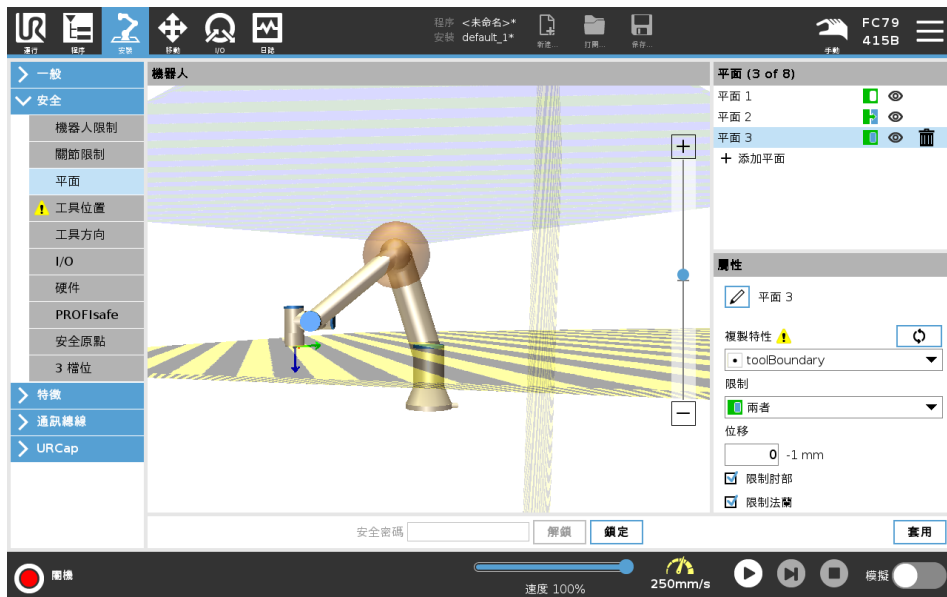 運行
程序
安裝
移動
I/O
日誌
程序 <未命名>*
安裝 default_1*
新建...
打開...
保存...
手動
FC79
415B
一般
安全
機器人限制
關節限制
平面
工具位置
工具方向
I/O
硬件
PROFIsafe
安全原點
3 檔位
特徵
通訊總線
URCap
機器人
平面 (3 of 8)
平面 1
平面 2
平面 3
添加平面
屬性
平面 3
複製特性
toolBoundary
限制
兩者
位移
0 -1 mm
限制肘部
限制法蘭
安全密碼
解鎖
鎖定
套用
關機
速度 100%
250mm/s
模擬